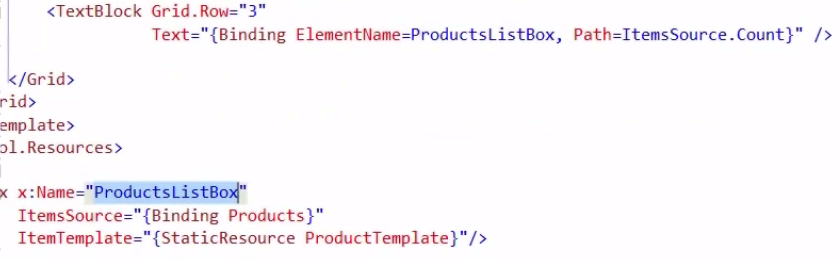 <TextBlock Grid.Row="3"
Text="{Binding ElementName=ProductsListBox, Path=ItemsSource.Count}" />
</Grid>
rid>
emplate>
ol.Resources>
x x:Name="ProductsListBox"
ItemsSource="{Binding Products}"
ItemTemplate="{StaticResource ProductTemplate}"/>